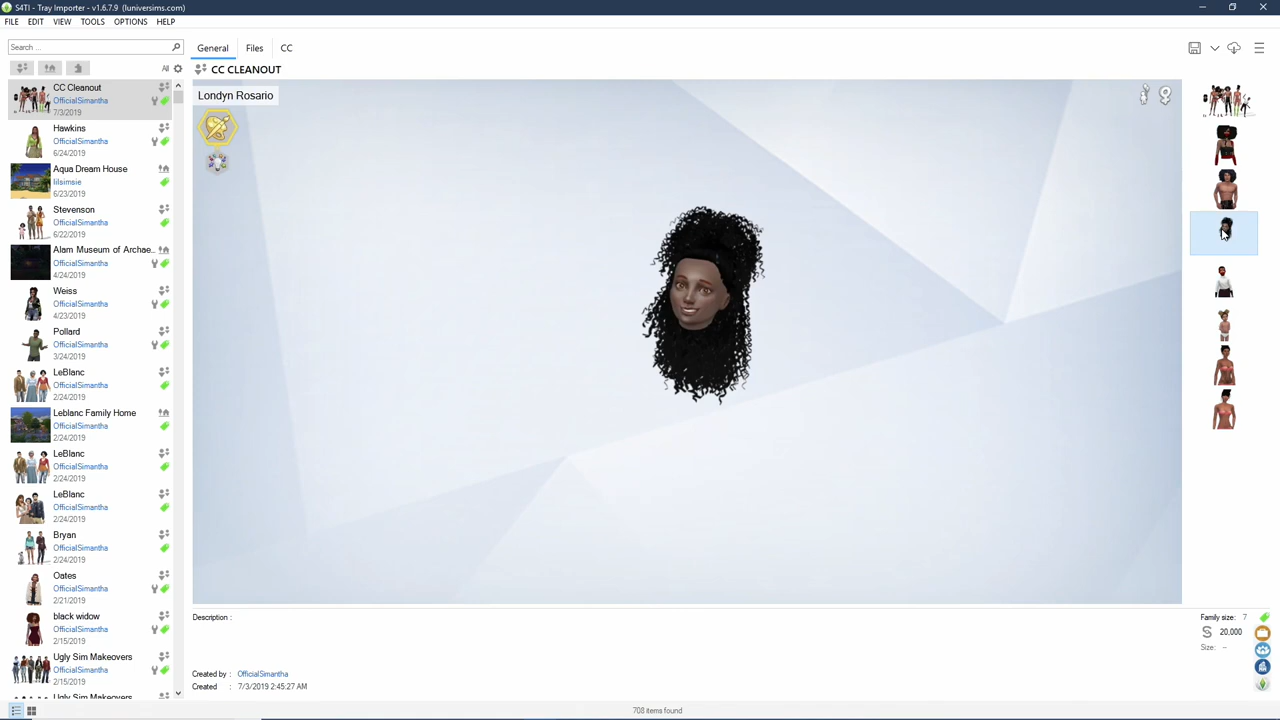 S4TI - Tray Importer - v1.6.7.9 (luniversims.com)
FILE EDIT VIEW TOOLS OPTIONS HELP
Search ...
All
CC Cleanout
OfficialSimantha
7/3/2019
Hawkins
OfficialSimantha
6/24/2019
Aqua Dream House
lilsimsie
6/23/2019
Stevenson
OfficialSimantha
6/22/2019
Alam Museum of Archae...
OfficialSimantha
4/24/2019
Weiss
OfficialSimantha
4/23/2019
Pollard
OfficialSimantha
3/24/2019
LeBlanc
OfficialSimantha
2/24/2019
Leblanc Family Home
OfficialSimantha
2/24/2019
LeBlanc
OfficialSimantha
2/24/2019
LeBlanc
OfficialSimantha
2/24/2019
Bryan
OfficialSimantha
2/24/2019
Oates
OfficialSimantha
2/21/2019
black widow
OfficialSimantha
2/15/2019
Ugly Sim Makeovers
OfficialSimantha
2/15/2019
Ugly Sim Makeovers
General Files CC
CC CLEANOUT
Londyn Rosario
Description :
Created by : OfficialSimantha
Created : 7/3/2019 2:45:27 AM
Family size: 7
20,000
Size: --
708 items found